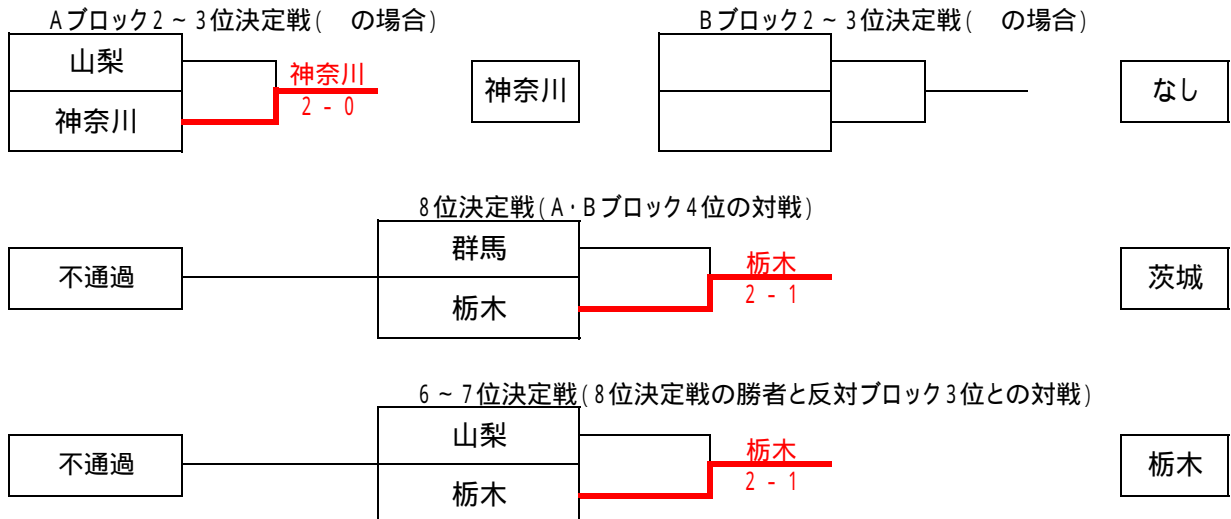 Aブロック2～3位決定戦(　の場合)
Bブロック2～3位決定戦(　の場合)
山梨
神奈川
神奈川
2-0
神奈川
なし
8位決定戦(A・Bブロック4位の対戦)
不通過
群馬
栃木
栃木
2-1
茨城
6～7位決定戦(8位決定戦の勝者と反対ブロック3位との対戦)
不通過
山梨
栃木
栃木
2-1
栃木